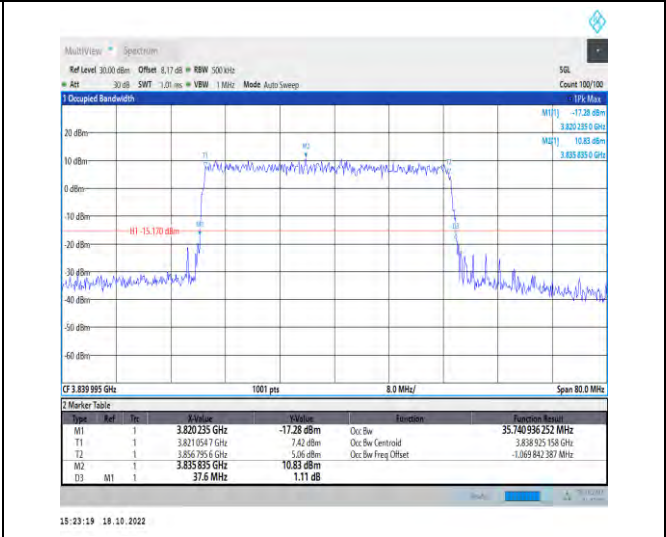 MultiView Spectrum
Ref Level 30.00 dBm Offset 8.17 dB RBW 500 kHz SGL
Att 30 dB SWT 1.01 ms VBW 1 MHz Mode Auto Sweep Count 100/100
1 Occupied Bandwidth 1Pk Max
M1[1] -17.28 dBm
3.820 235 0 GHz
M2[1] 10.83 dBm
3.835 835 0 GHz
20 dBm
10 dBm
0 dBm
-10 dBm
-20 dBm
-30 dBm
-40 dBm
-50 dBm
-60 dBm
T1
M2
T2
H1 -15.170 dBm
M1
D3
CF 3.839 995 GHz 1001 pts 8.0 MHz/ Span 80.0 MHz
2 Marker Table
Type Ref Trc X-Value Y-Value Function Function Result
M1 1 3.820 235 GHz -17.28 dBm Occ Bw 35.740 936 252 MHz
T1 1 3.821 054 7 GHz 7.42 dBm Occ Bw Centroid 3.838 925 158 GHz
T2 1 3.856 795 6 GHz 5.06 dBm Occ Bw Freq Offset -1.069 842 387 MHz
M2 1 3.835 835 GHz 10.83 dBm
D3 M1 1 37.6 MHz 1.11 dB
15:23:19 18.10.2022